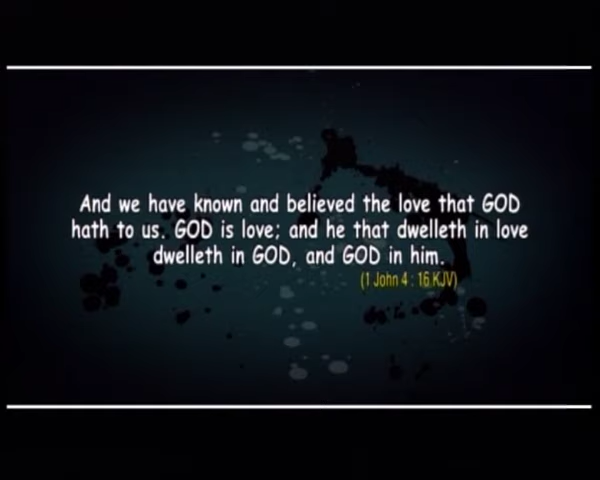 And we have known and believed the love that GOD
hath to us. GOD is love; and he that dwelleth in love
dwelleth in GOD, and GOD in him.
(1 John 4 : 16 KJV)